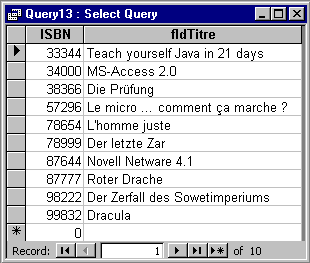 Query13 : Select Query
ISBN fldTitre
33344 Teach yourself Java in 21 days
34000 MS-Access 2.0
38366 Die Prüfung
57296 Le micro ... comment ça marche ?
78654 L'homme juste
78999 Der letzte Zar
87644 Novell Netware 4.1
87777 Roter Drache
98222 Der Zerfall des Sowetimperiums
99832 Dracula
0
Record: 1 of 10